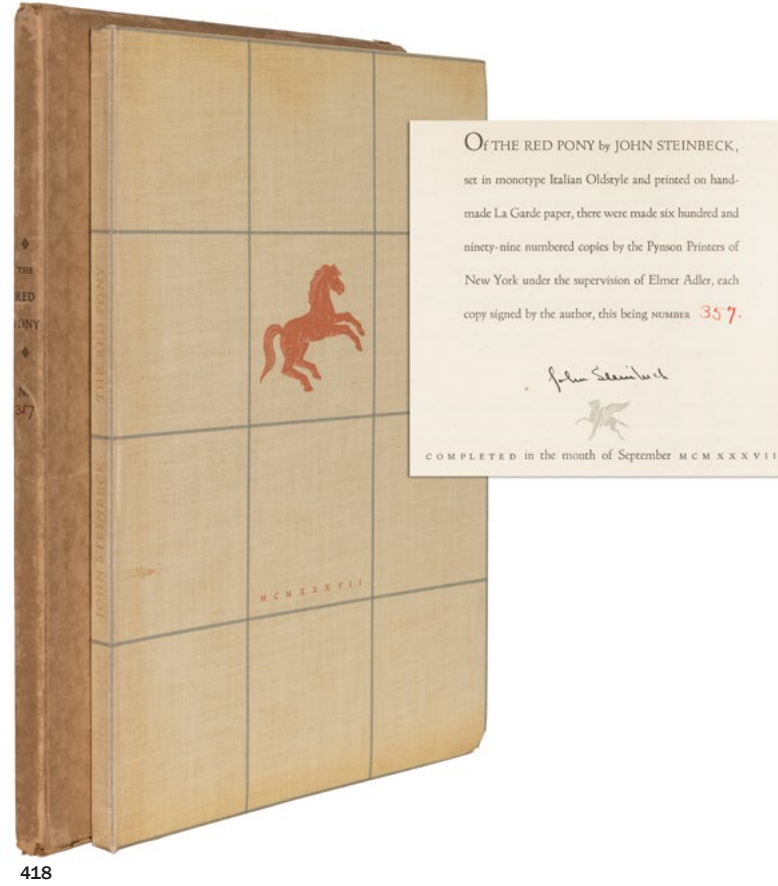 THE
RED
PONY
N.
357
JOHN STEINBECK THE RED PONY
MCMXXXVII
Of THE RED PONY by JOHN STEINBECK,
set in monotype Italian Oldstyle and printed on hand-
made La Garde paper, there were made six hundred and
ninety-nine numbered copies by the Pynson Printers of
New York under the supervision of Elmer Adler, each
copy signed by the author, this being NUMBER 357.
John Steinbeck
COMPLETED in the month of September MCMXXXVII
418